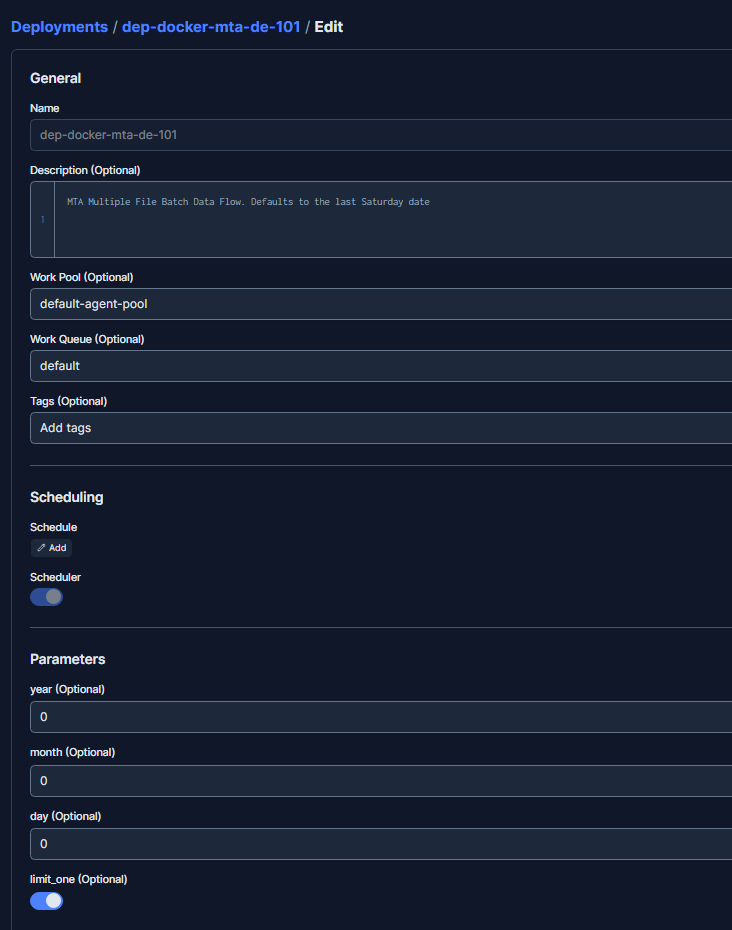 Deployments / dep-docker-mta-de-101 / Edit
General
Name
dep-docker-mta-de-101
Description (Optional)
1 MTA Multiple File Batch Data Flow. Defaults to the last Saturday date
Work Pool (Optional)
default-agent-pool
Work Queue (Optional)
default
Tags (Optional)
Add tags
Scheduling
Schedule
Add
Scheduler
Parameters
year (Optional)
0
month (Optional)
0
day (Optional)
0
limit_one (Optional)